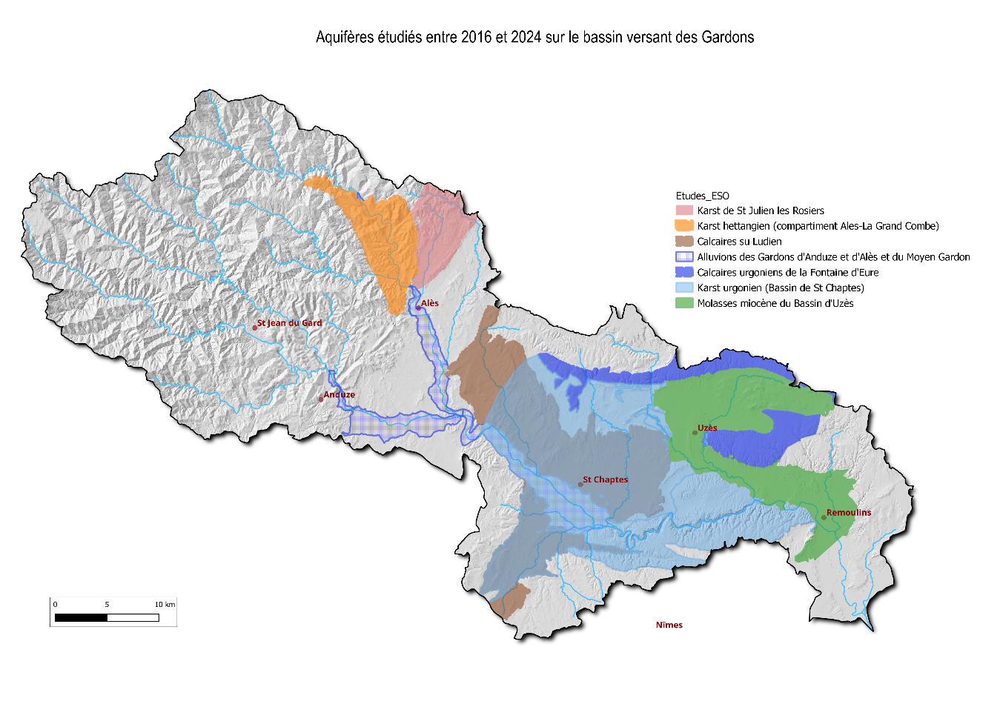 Aquifères étudiés entre 2016 et 2024 sur le bassin versant des Gardons
Etudes_ESO
Karst de St Julien les Rosiers
Karst hettangien (compartiment Ales-La Grand Combe)
Calcaires su Ludien
Alluvions des Gardons d'Anduze et d'Alès et du Moyen Gardon
Calcaires urgoniens de la Fontaine d'Eure
Karst urgonien (Bassin de St Chaptes)
Molasses miocène du Bassin d'Uzès
Alès
St Jean du Gard
Anduze
Uzès
St Chaptes
Remoulins
0 5 10 km
Nîmes